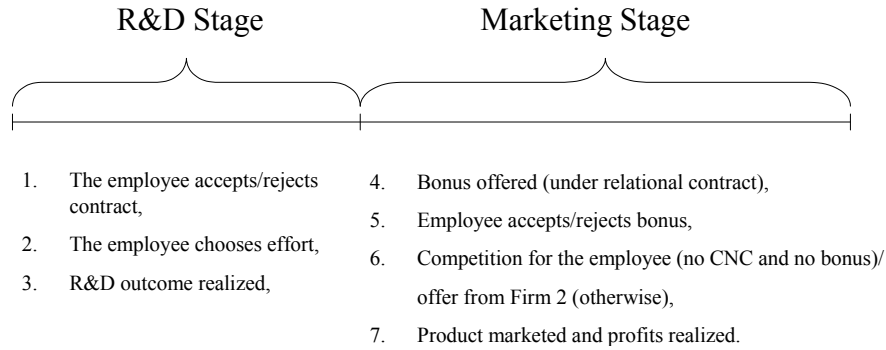 R&D Stage
Marketing Stage
1. The employee accepts/rejects
contract,
2. The employee chooses effort,
3. R&D outcome realized,
4. Bonus offered (under relational contract),
5. Employee accepts/rejects bonus,
6. Competition for the employee (no CNC and no bonus)/
offer from Firm 2 (otherwise),
7. Product marketed and profits realized.